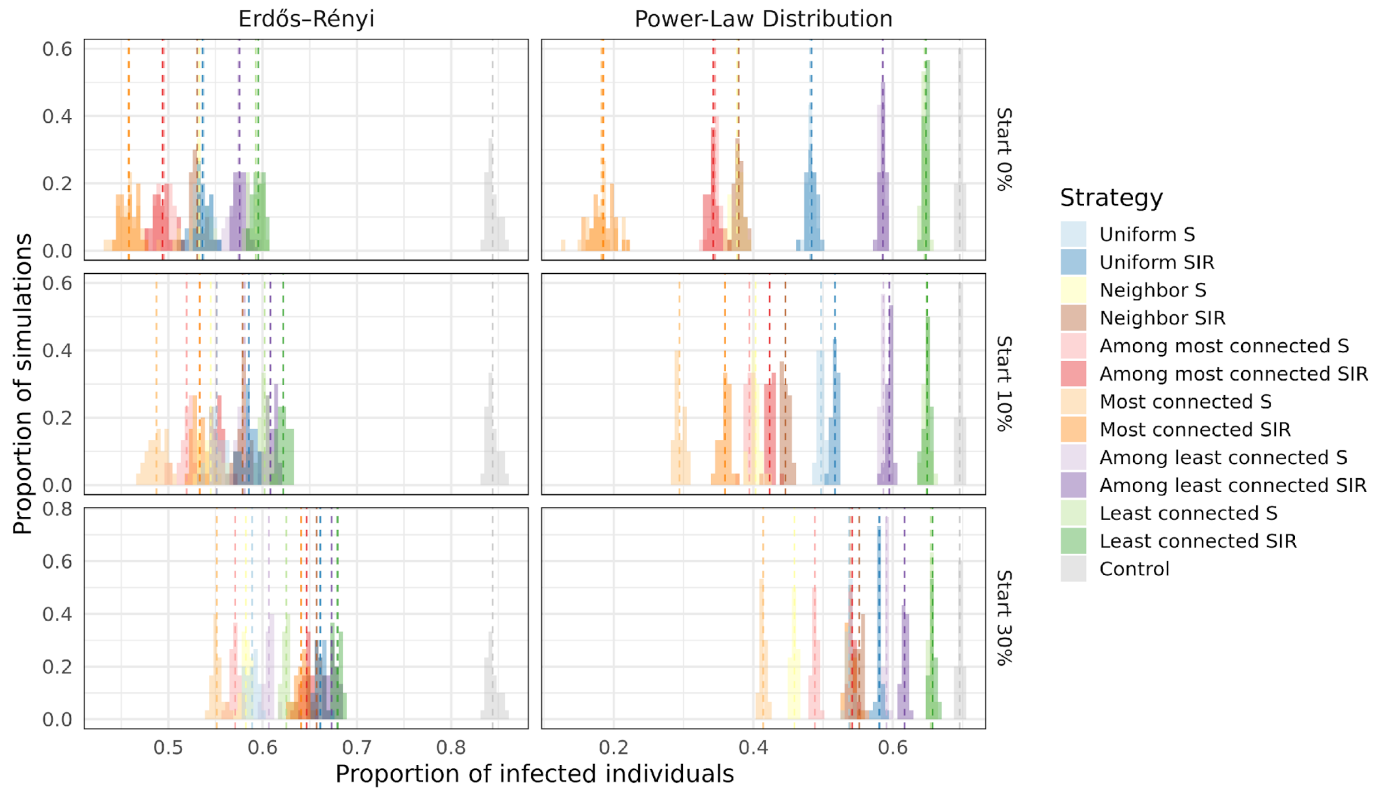 Erdős–Rényi
Power-Law Distribution
Proportion of simulations
0.6
0.4
0.2
0.0
Start 0%
0.6
0.4
0.2
0.0
Start 10%
0.8
0.6
0.4
0.2
0.0
Start 30%
0.5
0.6
0.7
0.8
0.2
0.4
0.6
Proportion of infected individuals
Strategy
Uniform S
Uniform SIR
Neighbor S
Neighbor SIR
Among most connected S
Among most connected SIR
Most connected S
Most connected SIR
Among least connected S
Among least connected SIR
Least connected S
Least connected SIR
Control